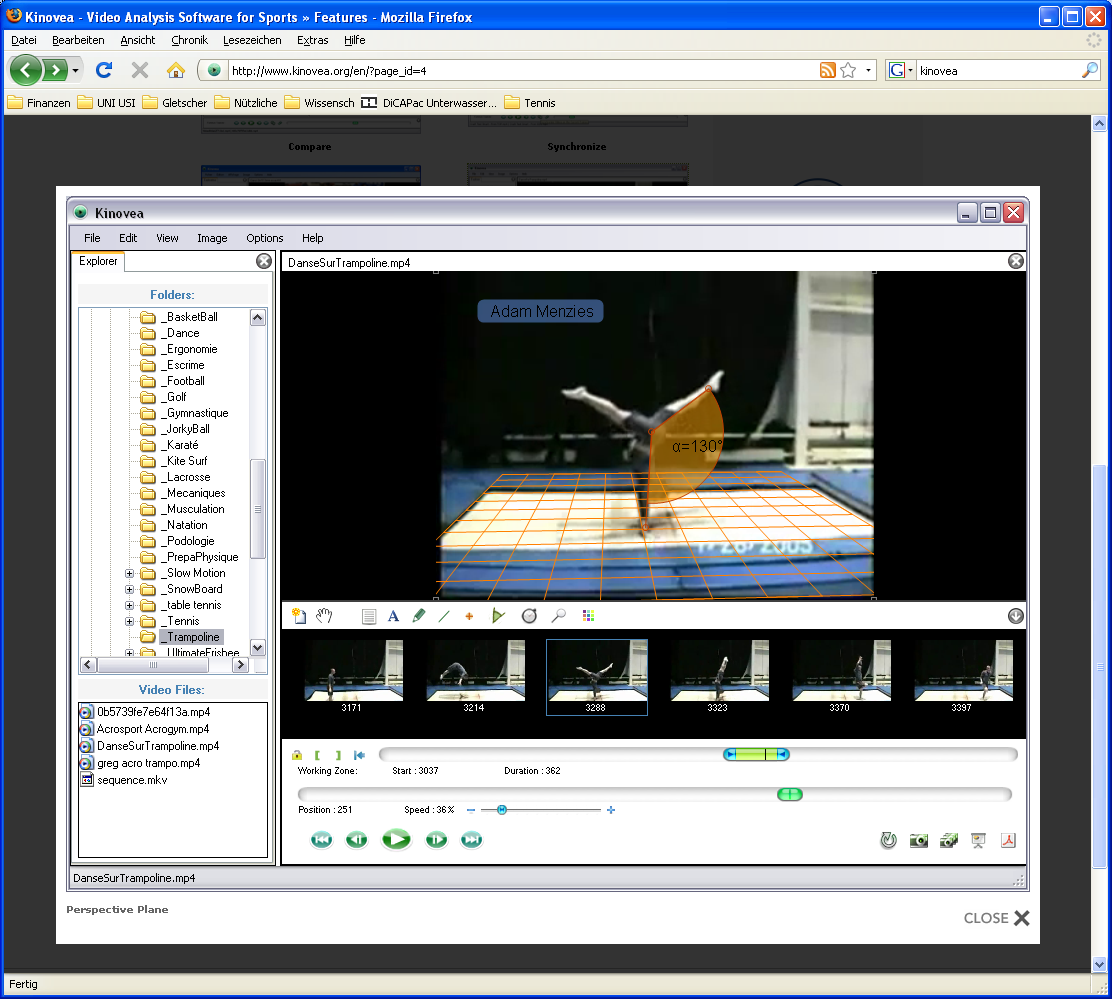 Kinovea - Video Analysis Software for Sports » Features - Mozilla Firefox
Datei Bearbeiten Ansicht Chronik Lesezeichen Extras Hilfe
http://www.kinovea.org/en/?page_id=4
kinovea
Finanzen UNI USI Gletscher Nützliche Wissensch DiCAPac Unterwasser... Tennis
Compare Synchronize
Kinovea
File Edit View Image Options Help
Explorer
DanseSurTrampoline.mp4
Folders:
_BasketBall
_Dance
_Ergonomie
_Escrime
_Football
_Golf
_Gymnastique
_JorkyBall
_Karaté
_Kite Surf
_Lacrosse
_Mecaniques
_Musculation
_Natation
_Podologie
_PrepaPhysique
_Slow Motion
_SnowBoard
_table tennis
_Tennis
_Trampoline
_UltimateFrisbee
Adam Menzies
α=130°
3171 3214 3288 3323 3370 3397
Video Files:
0b5739fe7e64f13a.mp4
Acrosport Acrogym.mp4
DanseSurTrampoline.mp4
greg acro trampo.mp4
sequence.mkv
Working Zone: Start : 3037 Duration : 362
Position : 251 Speed : 36%
DanseSurTrampoline.mp4
Perspective Plane
CLOSE
Fertig